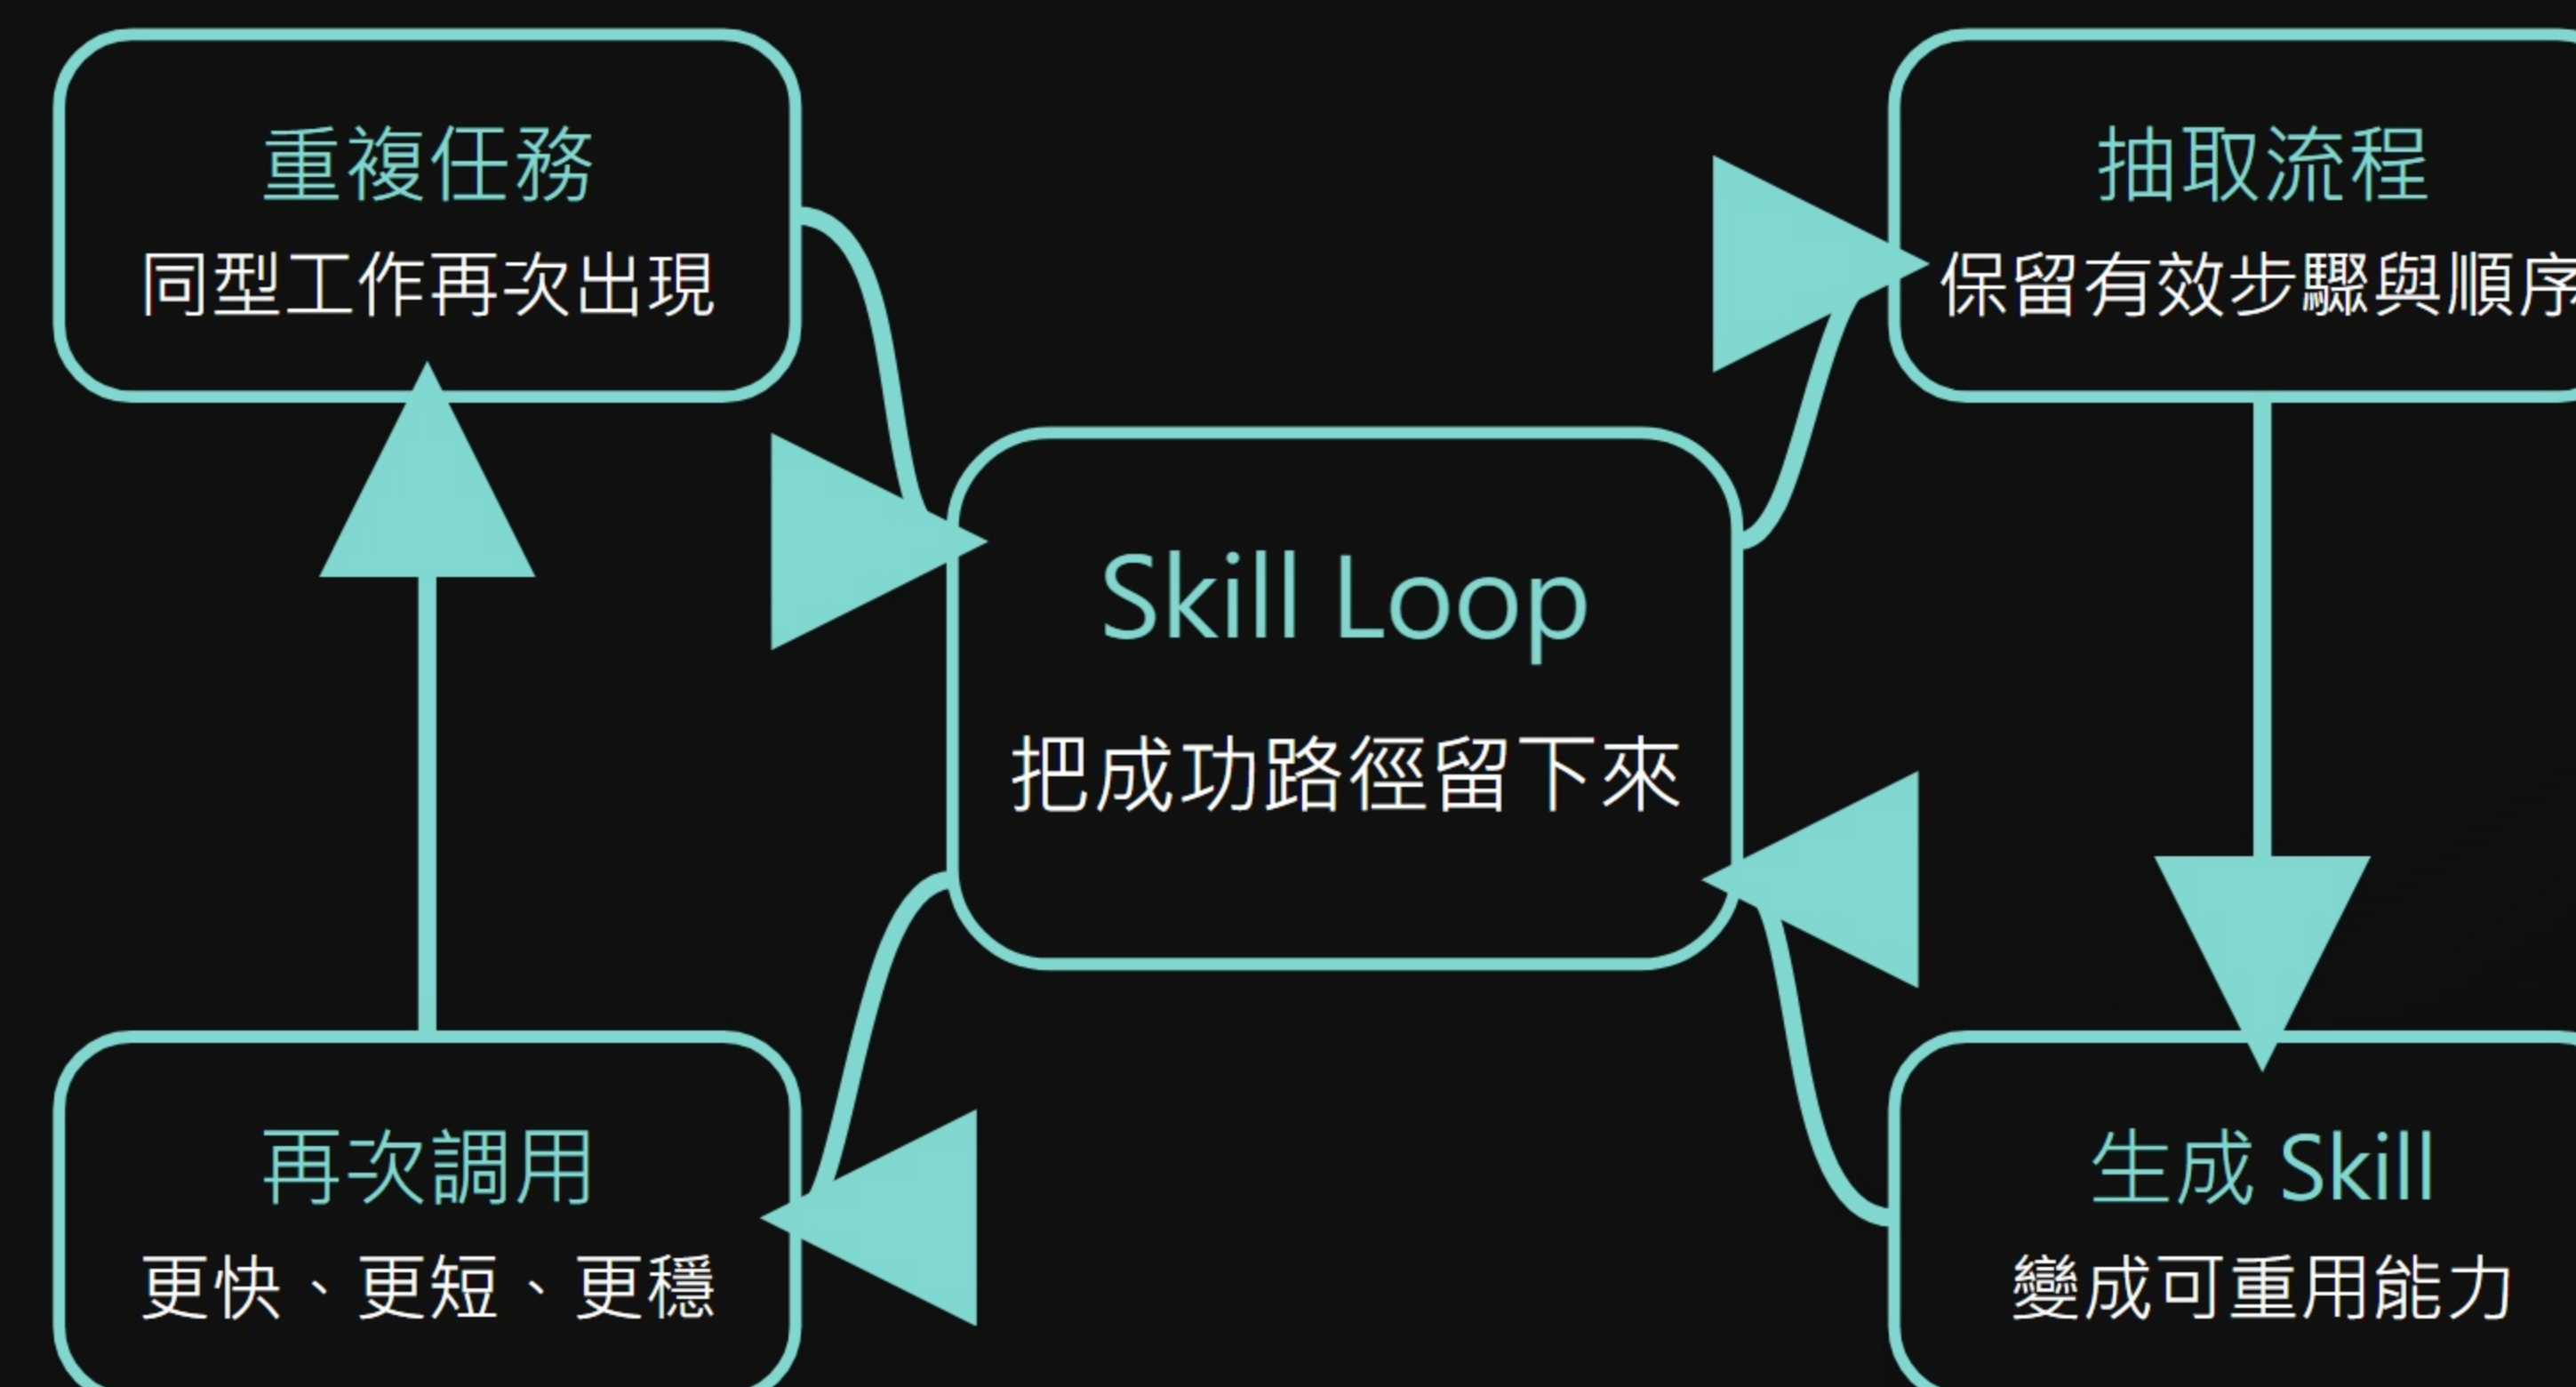 重複任務
同型工作再次出現
抽取流程
保留有效步驟與順序
Skill Loop
把成功路徑留下來
再次調用
更快、更短、更穩
生成 Skill
變成可重用能力